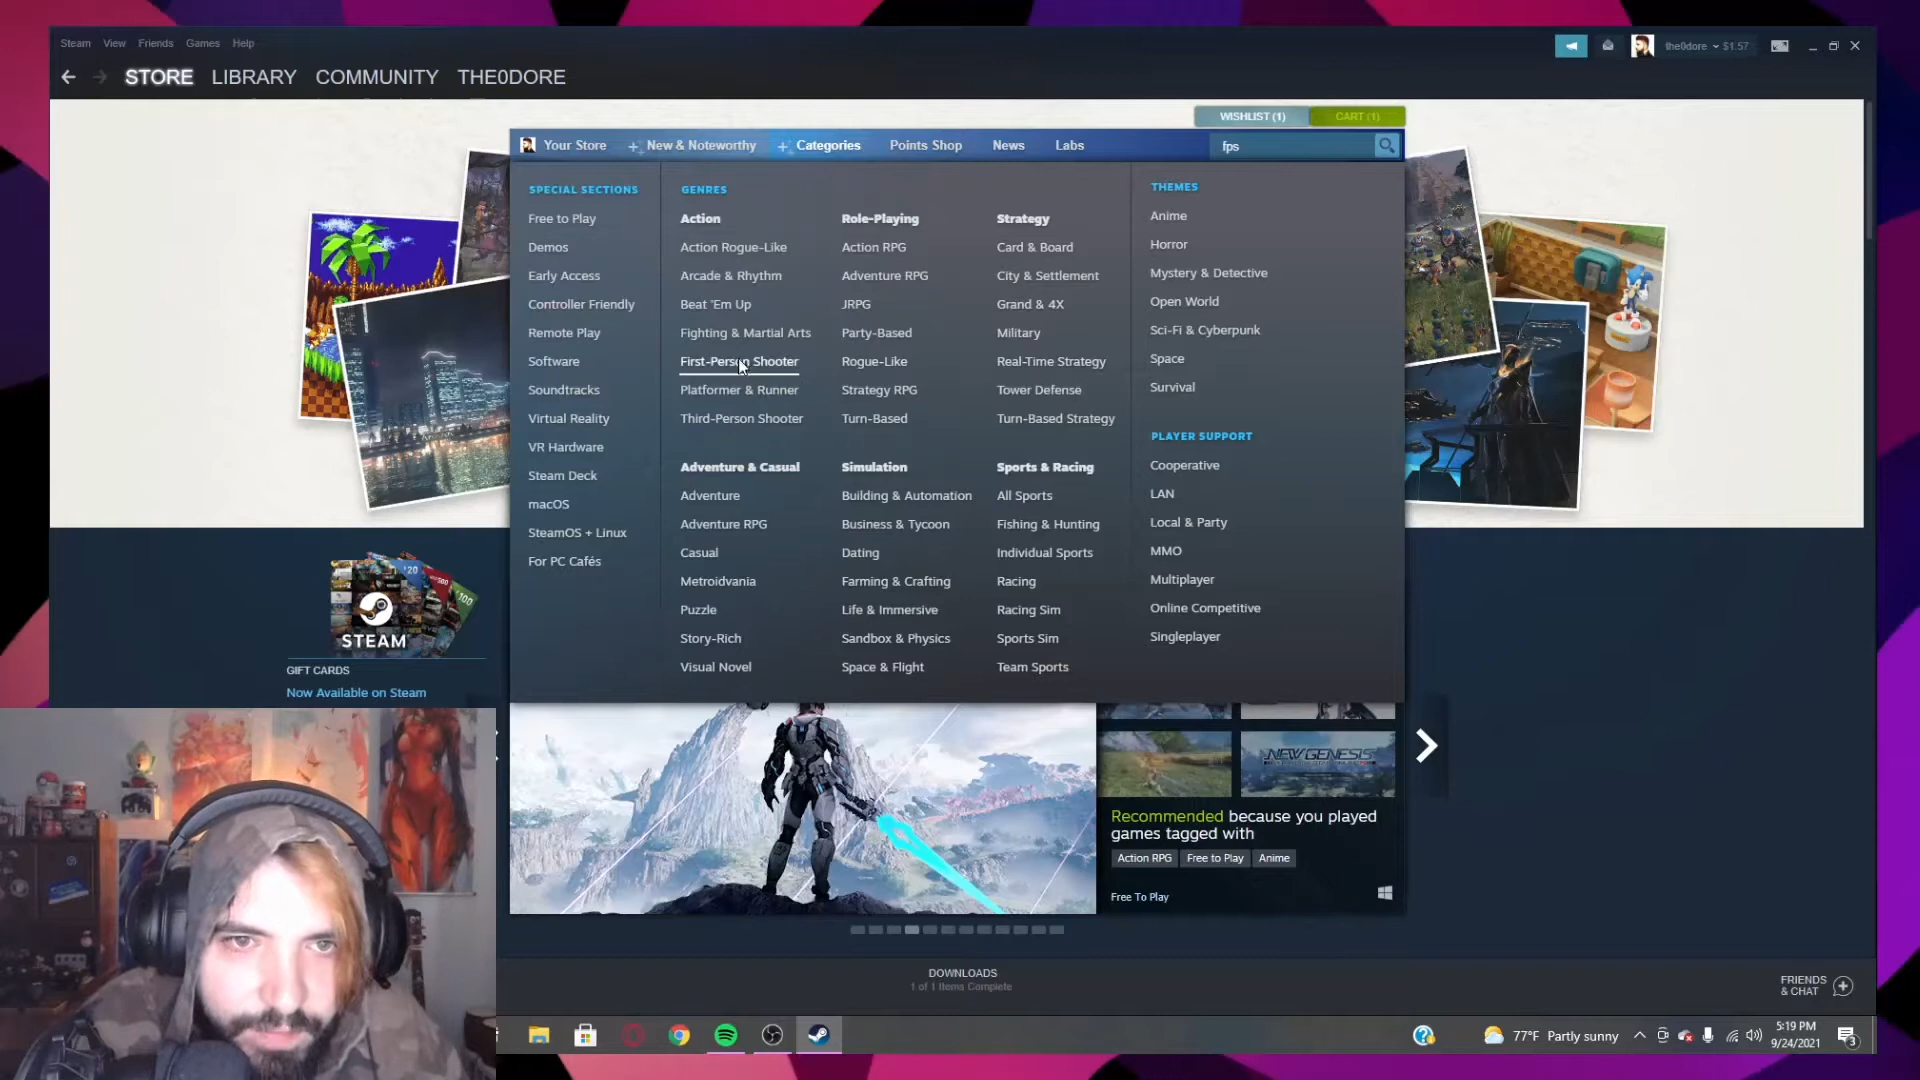 Steam View Friends Games Help
the0dore $1.57
STORE LIBRARY COMMUNITY THE0DORE
WISHLIST (1) CART (1)
Your Store New & Noteworthy Categories Points Shop News Labs fps
SPECIAL SECTIONS
Free to Play
Demos
Early Access
Controller Friendly
Remote Play
Software
Soundtracks
Virtual Reality
VR Hardware
Steam Deck
macOS
SteamOS + Linux
For PC Cafés
GENRES
Action
Action Rogue-Like
Arcade & Rhythm
Beat 'Em Up
Fighting & Martial Arts
First-Person Shooter
Platformer & Runner
Third-Person Shooter
Role-Playing
Action RPG
Adventure RPG
JRPG
Party-Based
Rogue-Like
Strategy RPG
Turn-Based
Strategy
Card & Board
City & Settlement
Grand & 4X
Military
Real-Time Strategy
Tower Defense
Turn-Based Strategy
Adventure & Casual
Adventure
Adventure RPG
Casual
Metroidvania
Puzzle
Story-Rich
Visual Novel
Simulation
Building & Automation
Business & Tycoon
Dating
Farming & Crafting
Life & Immersive
Sandbox & Physics
Space & Flight
Sports & Racing
All Sports
Fishing & Hunting
Individual Sports
Racing
Racing Sim
Sports Sim
Team Sports
THEMES
Anime
Horror
Mystery & Detective
Open World
Sci-Fi & Cyberpunk
Space
Survival
PLAYER SUPPORT
Cooperative
LAN
Local & Party
MMO
Multiplayer
Online Competitive
Singleplayer
$100
STEAM
GIFT CARDS
Now Available on Steam
NEW GENESIS
Recommended because you played
games tagged with
Action RPG Free to Play Anime
Free To Play
DOWNLOADS
1 of 1 Items Complete
FRIENDS
& CHAT
77°F Partly sunny
5:19 PM
9/24/2021
3